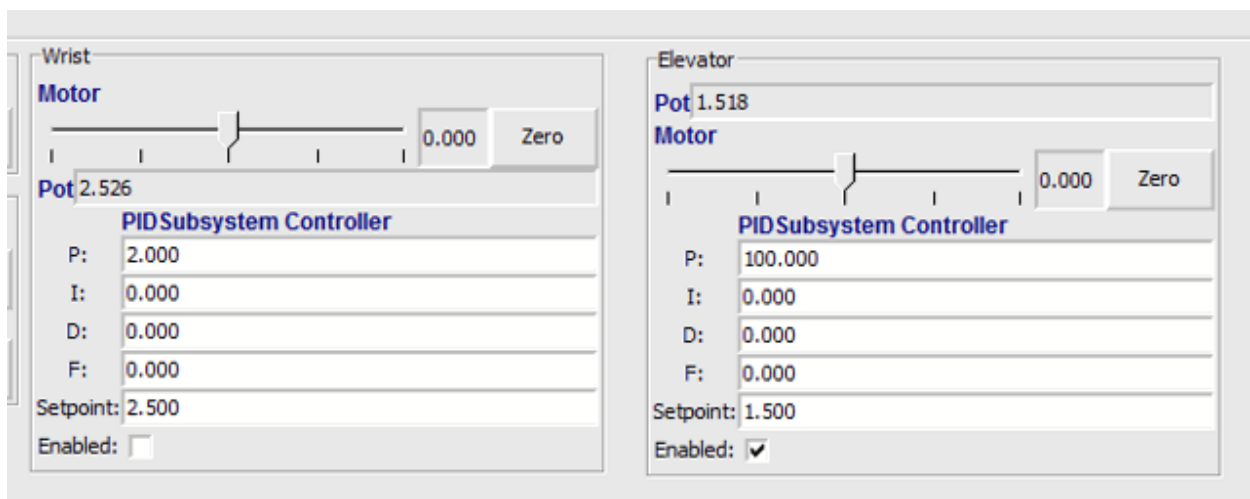 Wrist
Motor
0.000 Zero
Pot 2.526
PIDSubsystem Controller
P: 2.000
I: 0.000
D: 0.000
F: 0.000
Setpoint: 2.500
Enabled:
Elevator
Pot 1.518
Motor
0.000 Zero
PIDSubsystem Controller
P: 100.000
I: 0.000
D: 0.000
F: 0.000
Setpoint: 1.500
Enabled: